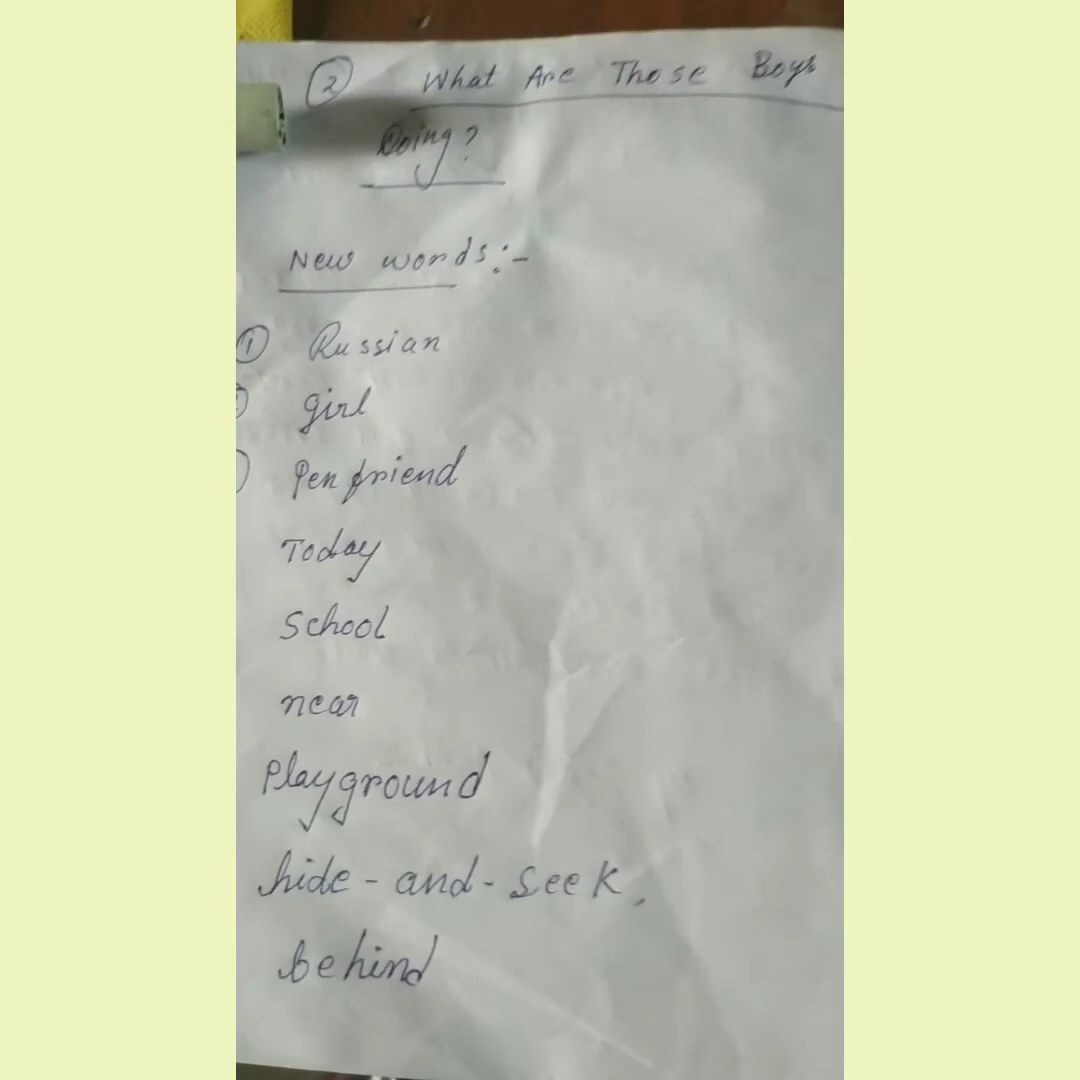 ② What Are Those Boys
Doing?
New words:-
① Russian
girl
Pen friend
Today
School
near
Playground
hide-and-seek.
behind